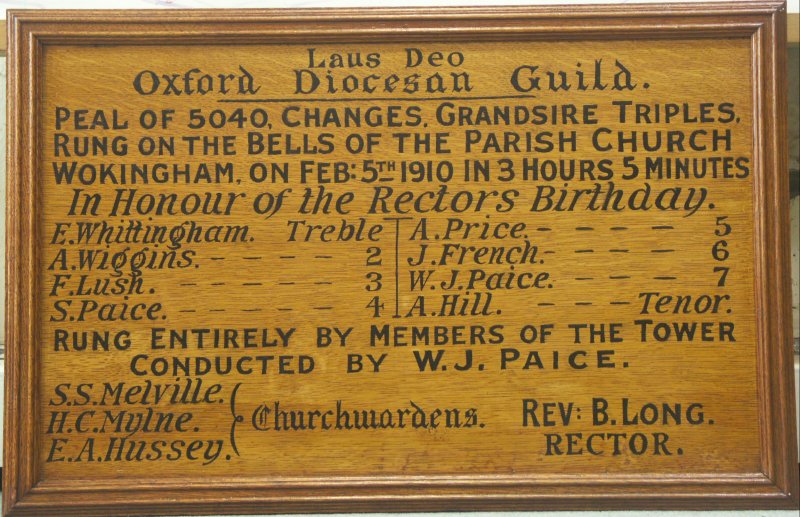 Laus Deo
Oxford Diocesan Guild.
PEAL OF 5040, CHANGES, GRANDSIRE TRIPLES,
RUNG ON THE BELLS OF THE PARISH CHURCH
WOKINGHAM, ON FEB: 5TH 1910 IN 3 HOURS 5 MINUTES
In Honour of the Rectors Birthday.
E. Whittingham. Treble A. Price. - - - - 5
A. Wiggins. - - - - - 2 J. French. - - - - 6
F. Lush. - - - - - - 3 W. J. Paice. - - - - 7
S. Paice. - - - - - - 4 A. Hill. - - - Tenor.
RUNG ENTIRELY BY MEMBERS OF THE TOWER
CONDUCTED BY W. J. PAICE.
S. S. Melville.
H. C. Mylne. Churchwardens. REV: B. LONG.
E. A. Hussey. RECTOR.